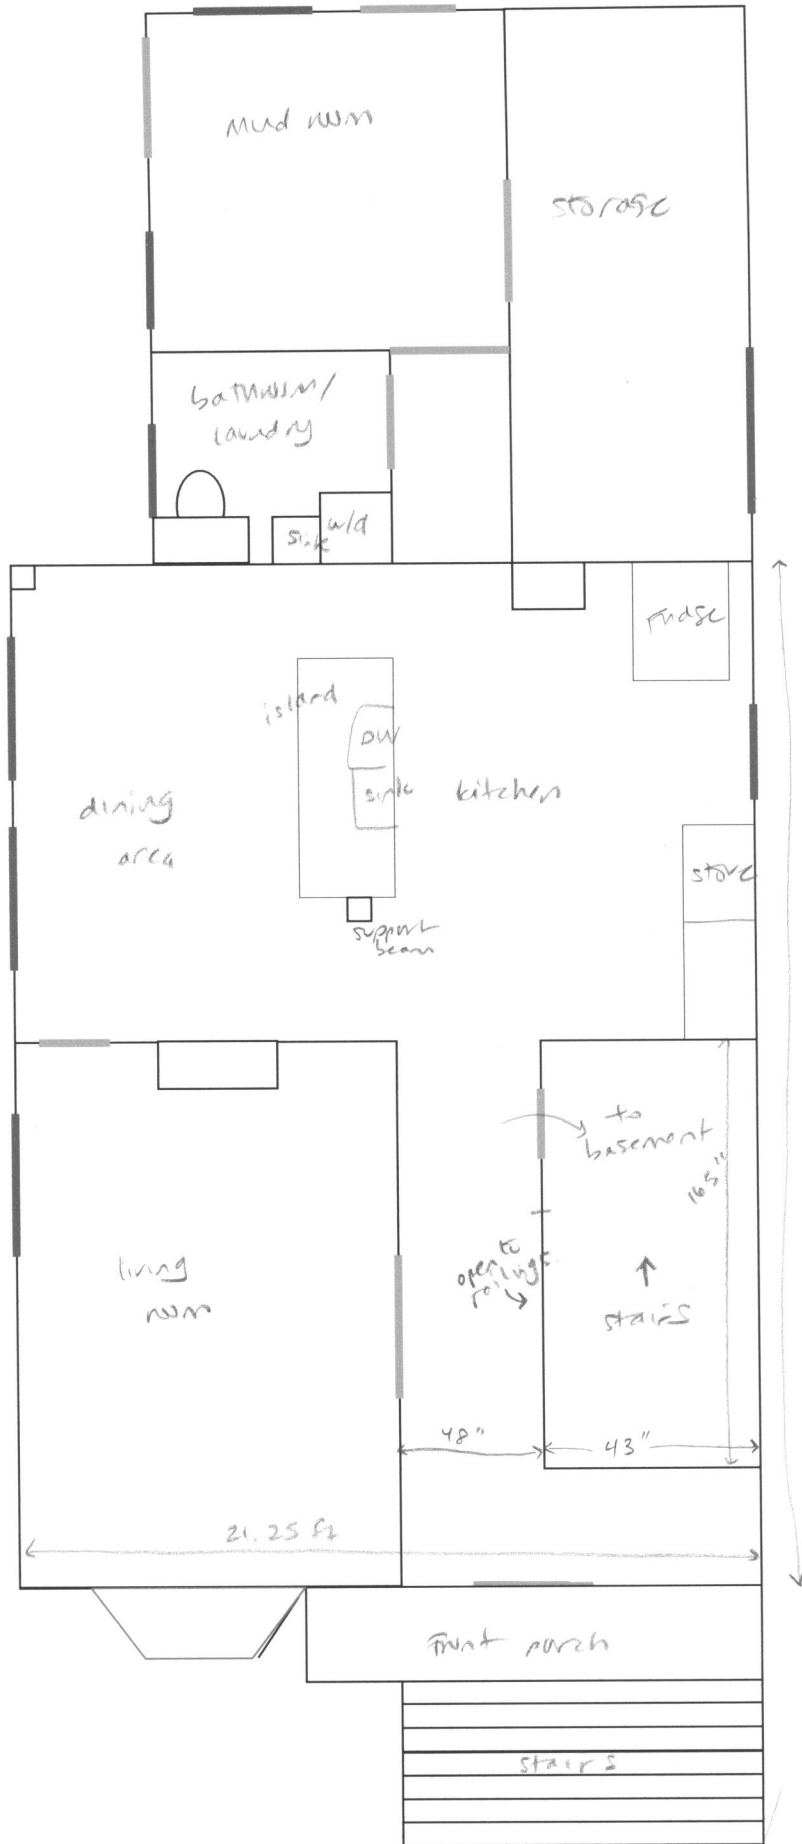 Mud room
storage
bathroom/
laundry
sink
w/d
Fridge
island
DW
sink
kitchen
dining
area
stove
support
beam
to
basement
165"
living
room
open to
railings
stairs
48"
43"
21.25 ft
Front porch
stairs